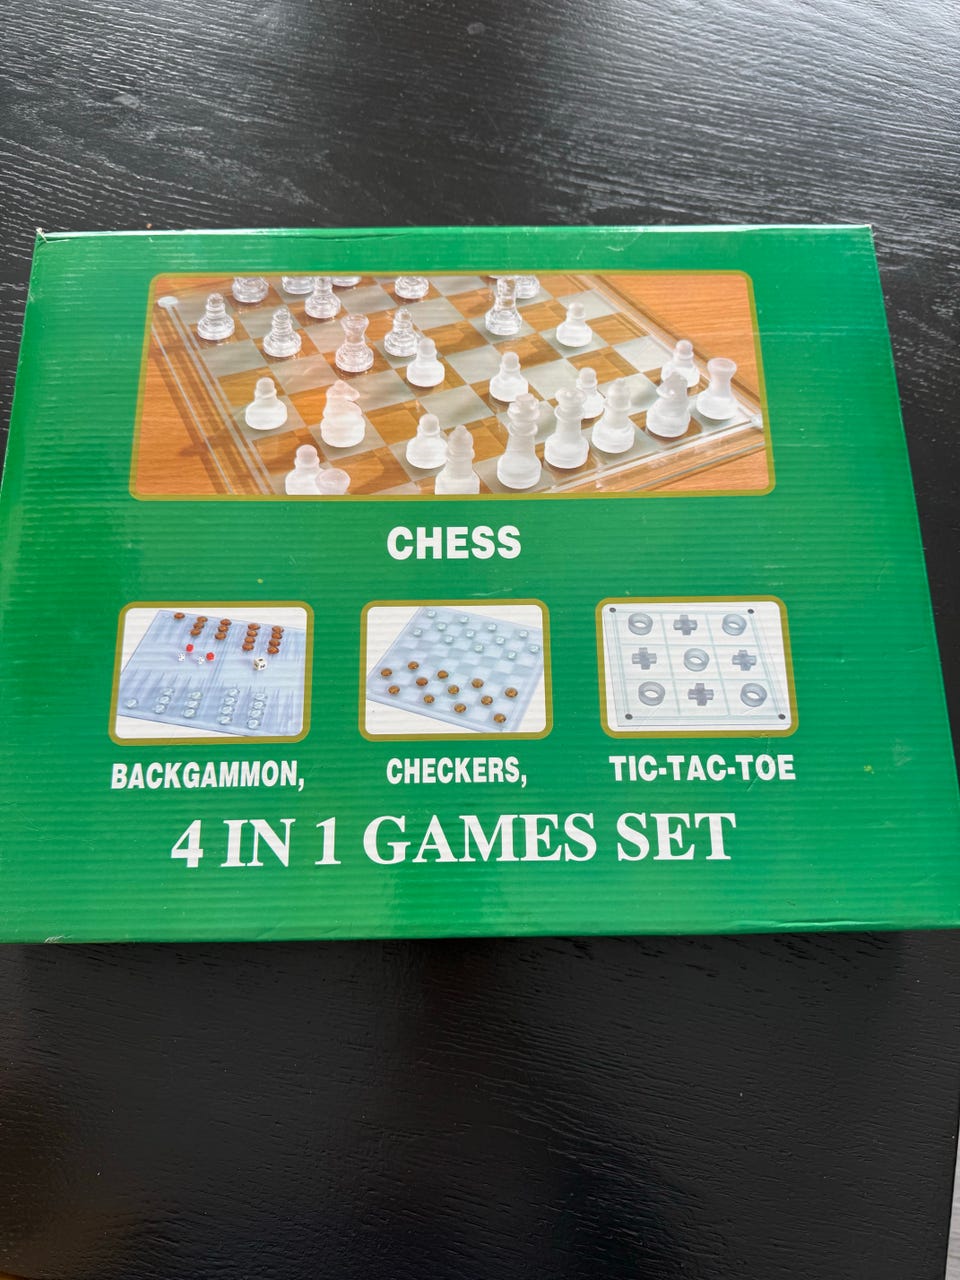 CHESS
BACKGAMMON, CHECKERS, TIC-TAC-TOE
4 IN 1 GAMES SET